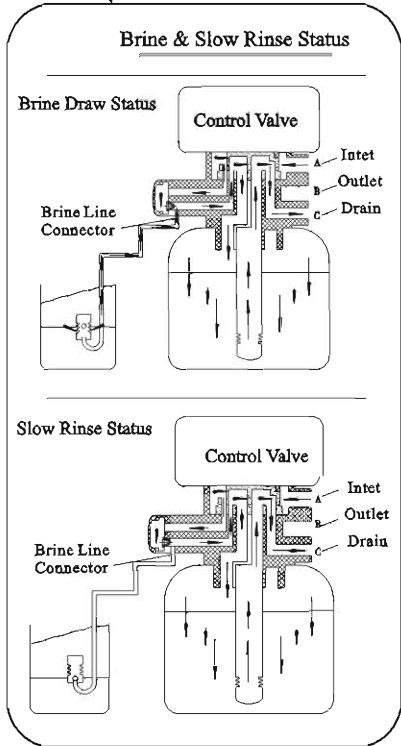 Brine & Slow Rinse Status
Brine Draw Status
Control Valve
A Intet
B Outlet
C Drain
Brine Line
Connector
Slow Rinse Status
Control Valve
A Intet
B Outlet
C Drain
Brine Line
Connector